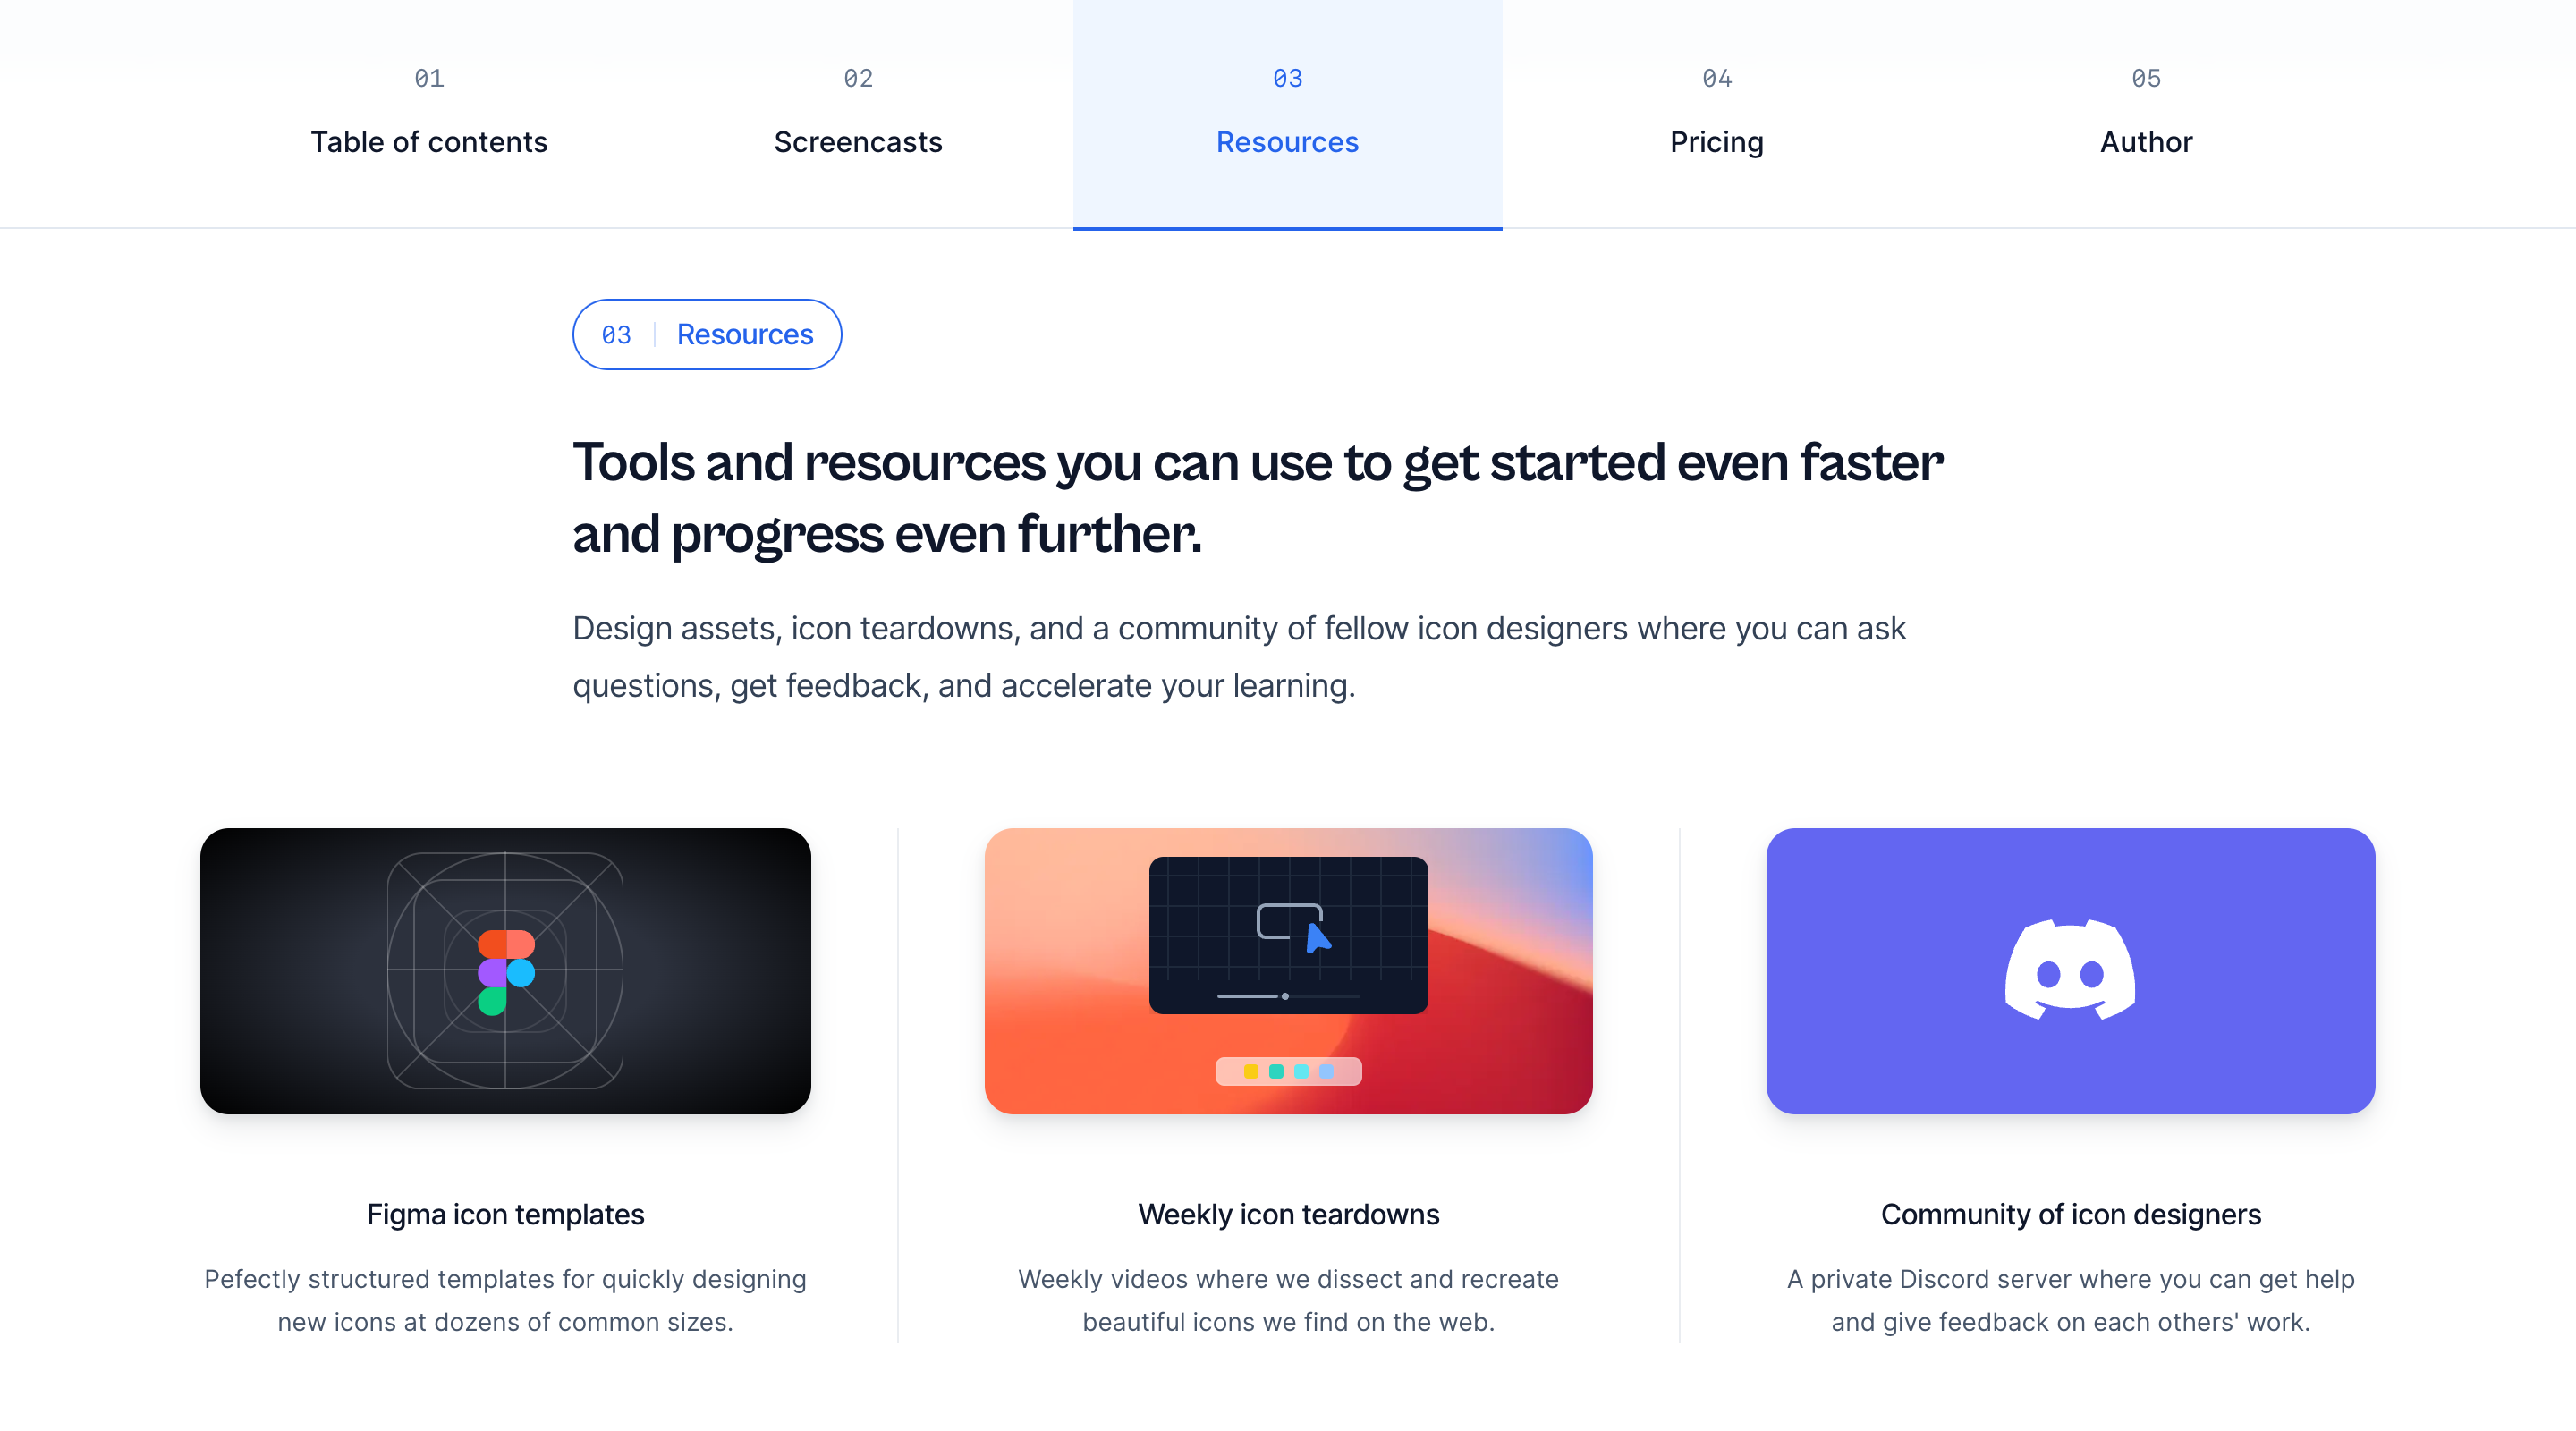 01
Table of contents
02
Screencasts
03
Resources
04
Pricing
05
Author
03 Resources
Tools and resources you can use to get started even faster
and progress even further.
Design assets, icon teardowns, and a community of fellow icon designers where you can ask
questions, get feedback, and accelerate your learning.
Figma icon templates
Pefectly structured templates for quickly designing
new icons at dozens of common sizes.
Weekly icon teardowns
Weekly videos where we dissect and recreate
beautiful icons we find on the web.
Community of icon designers
A private Discord server where you can get help
and give feedback on each others' work.